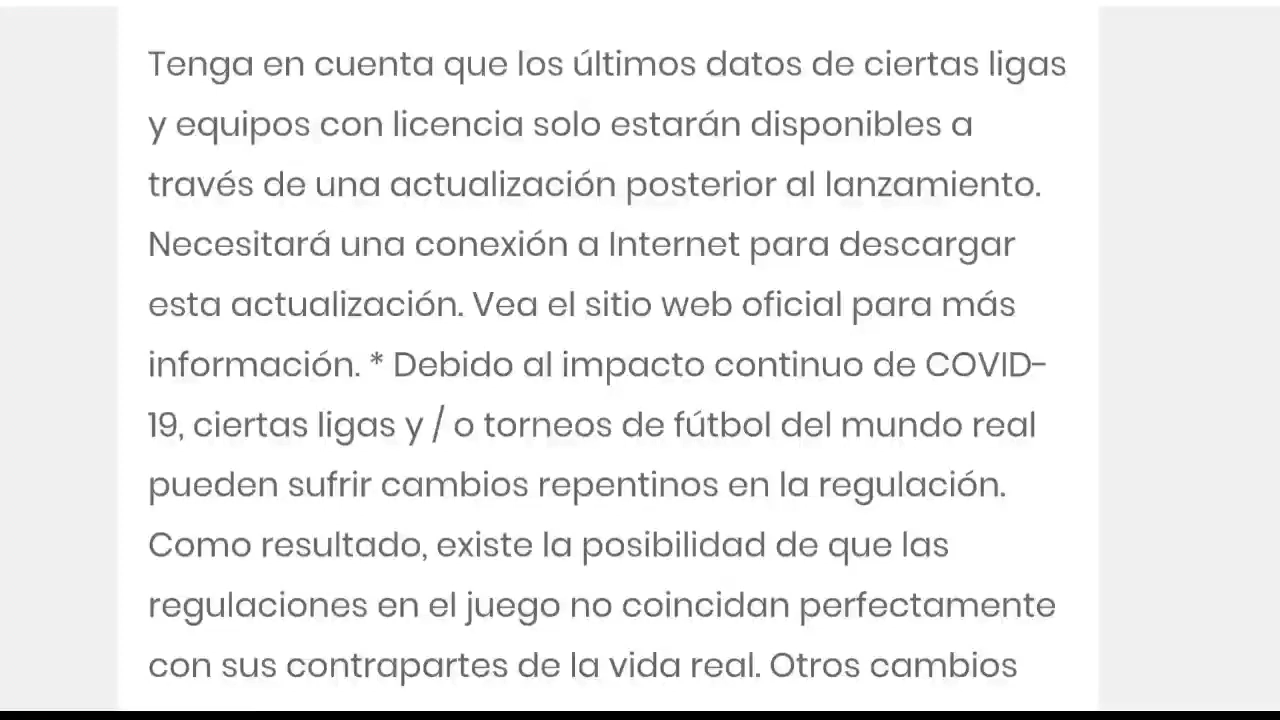 Tenga en cuenta que los últimos datos de ciertas ligas
y equipos con licencia solo estarán disponibles a
través de una actualización posterior al lanzamiento.
Necesitará una conexión a Internet para descargar
esta actualización. Vea el sitio web oficial para más
información. * Debido al impacto continuo de COVID-
19, ciertas ligas y / o torneos de fútbol del mundo real
pueden sufrir cambios repentinos en la regulación.
Como resultado, existe la posibilidad de que las
regulaciones en el juego no coincidan perfectamente
con sus contrapartes de la vida real. Otros cambios